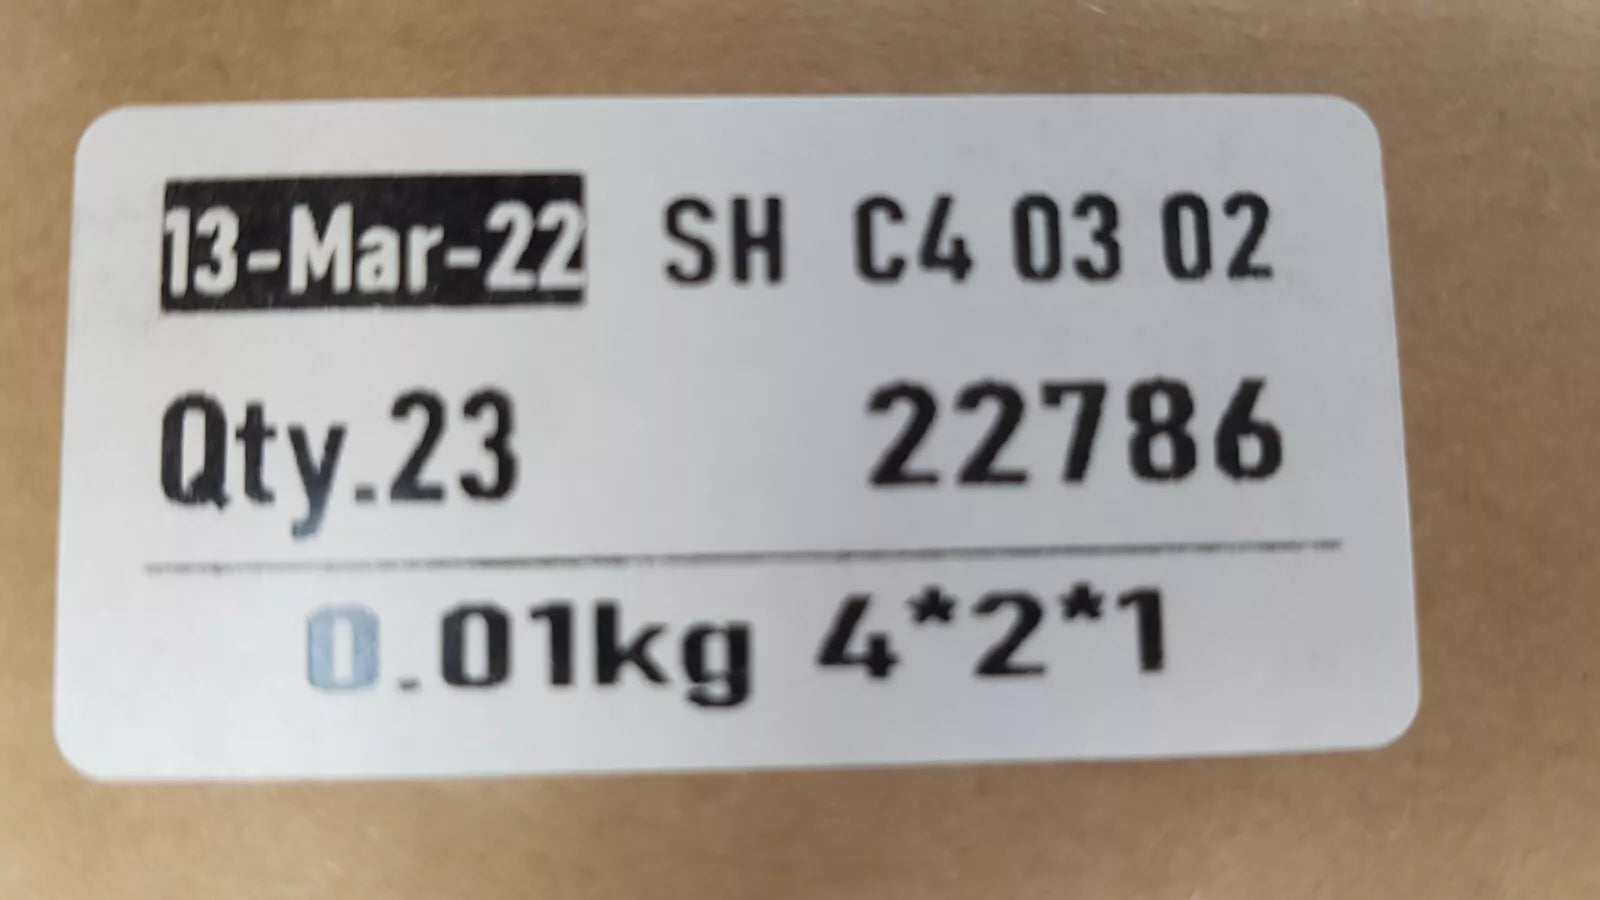 13-Mar-22 SH C4 03 02
Qty.23 22786
0.01kg 4*2*1